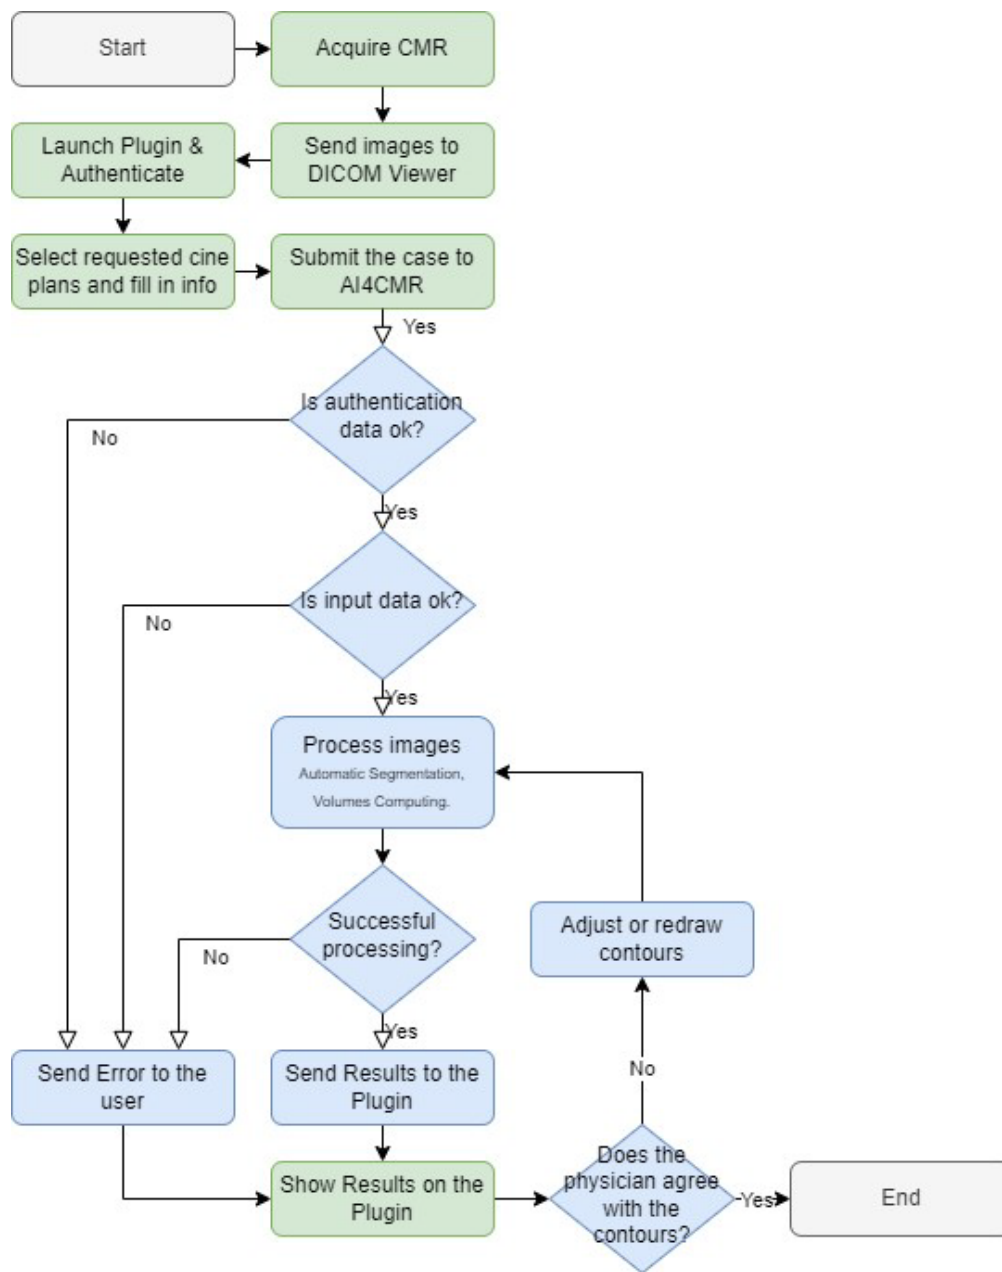 Start
Acquire CMR
Launch Plugin &
Authenticate
Send images to
DICOM Viewer
Select requested cine
plans and fill in info
Submit the case to
AI4CMR
Yes
Is authentication
data ok?
No
Yes
Is input data ok?
No
Yes
Process images
Automatic Segmentation,
Volumes Computing.
Successful
processing?
No
Adjust or redraw
contours
Yes
Send Error to the
user
Send Results to the
Plugin
No
Show Results on the
Plugin
Does the
physician agree
with the
contours?
Yes
End